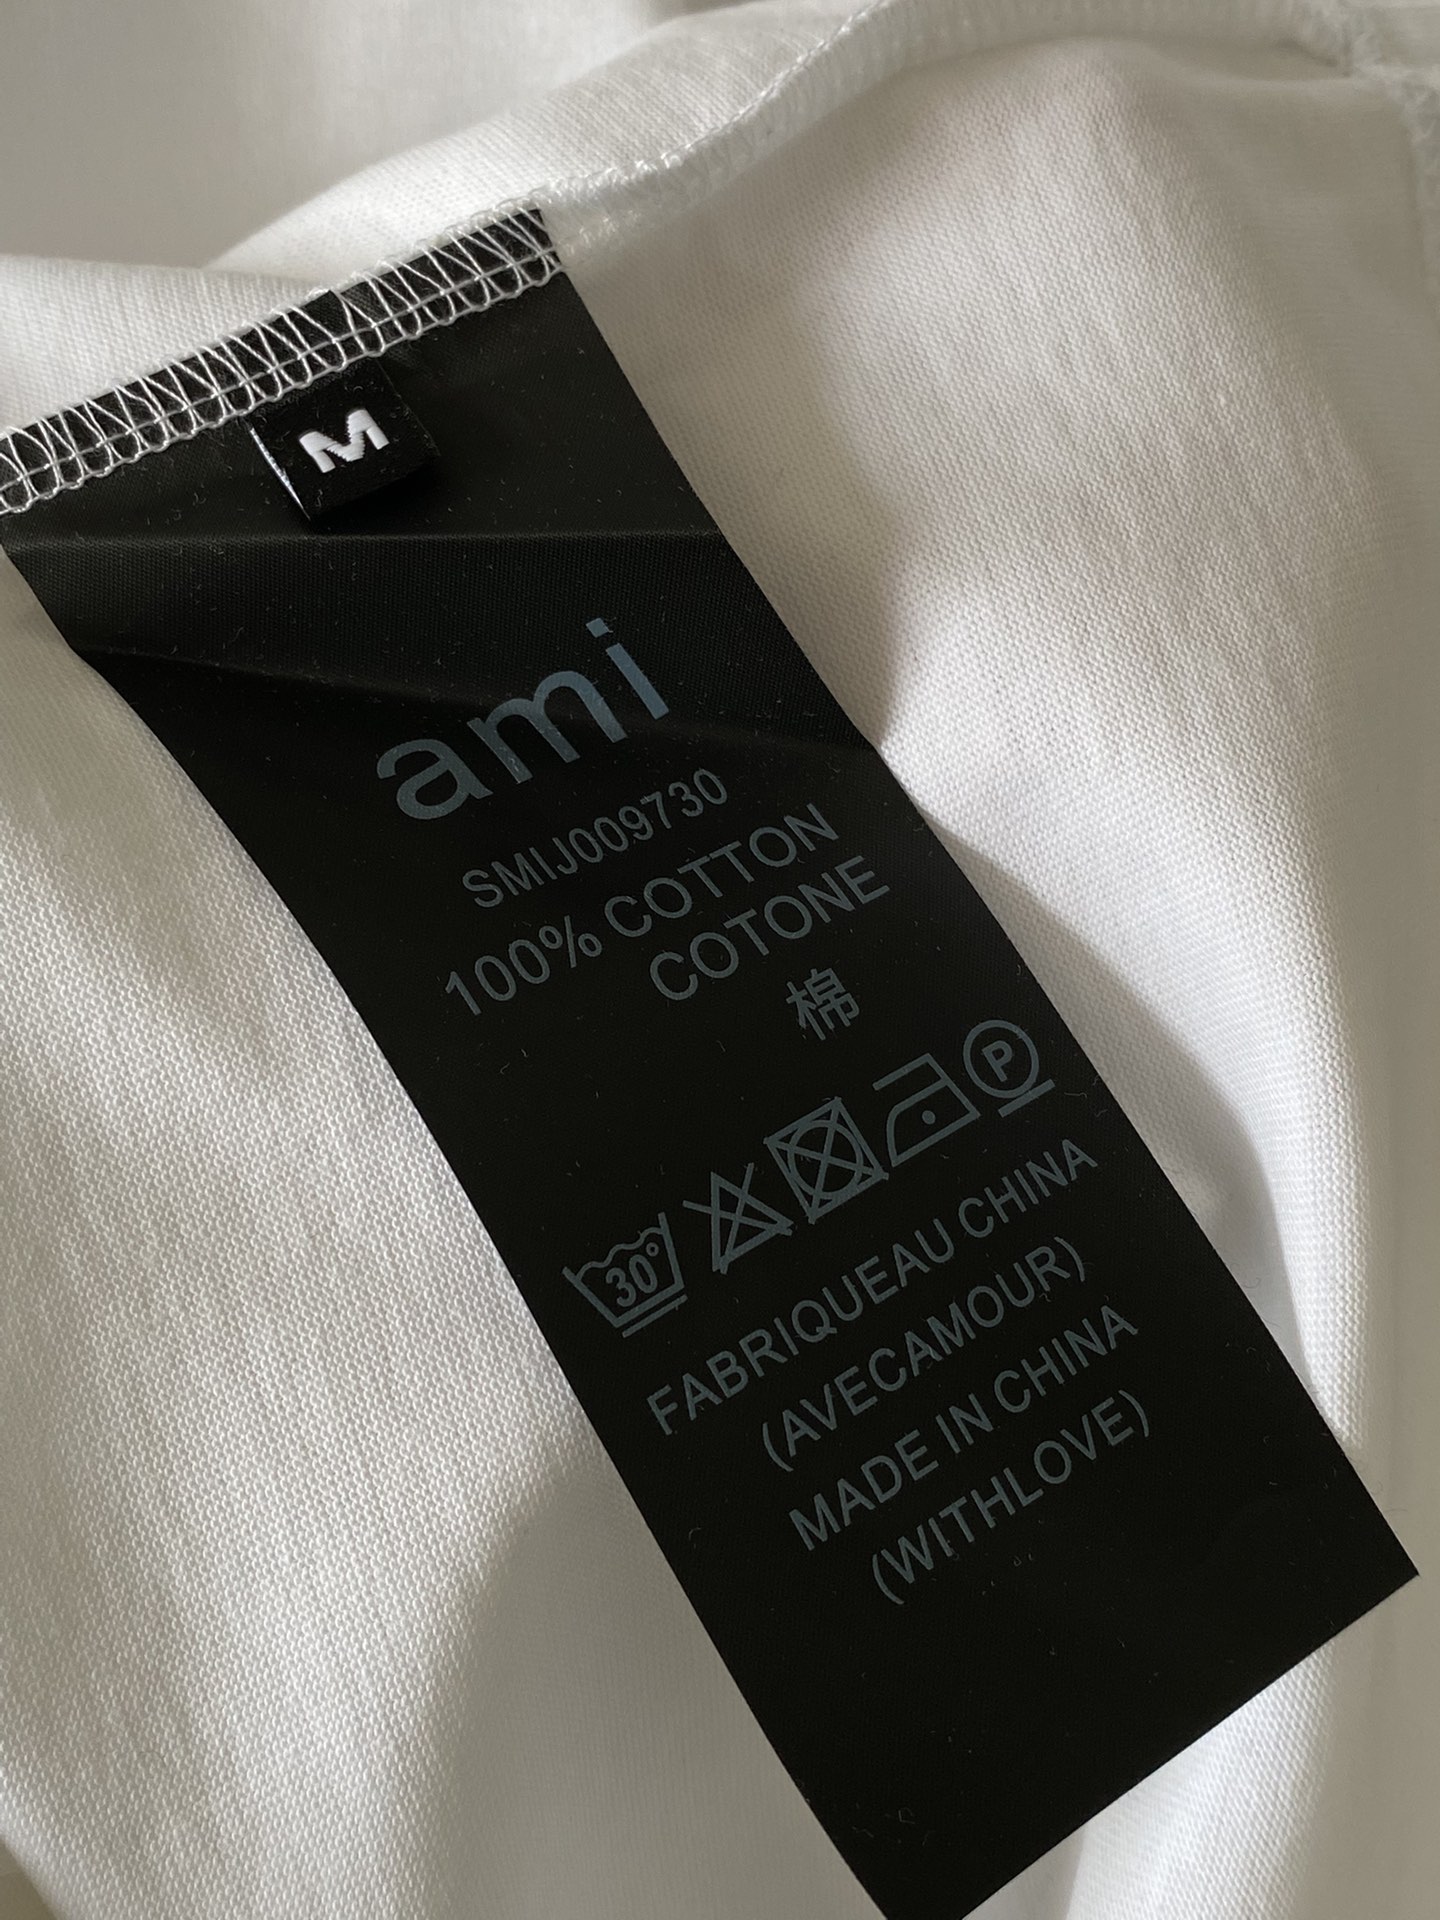 M
ami
SMIJ009730
100% COTTON
COTONE
棉
30°
P
FABRIQUEAU CHINA
(AVECAMOUR)
MADE IN CHINA
(WITHLOVE)